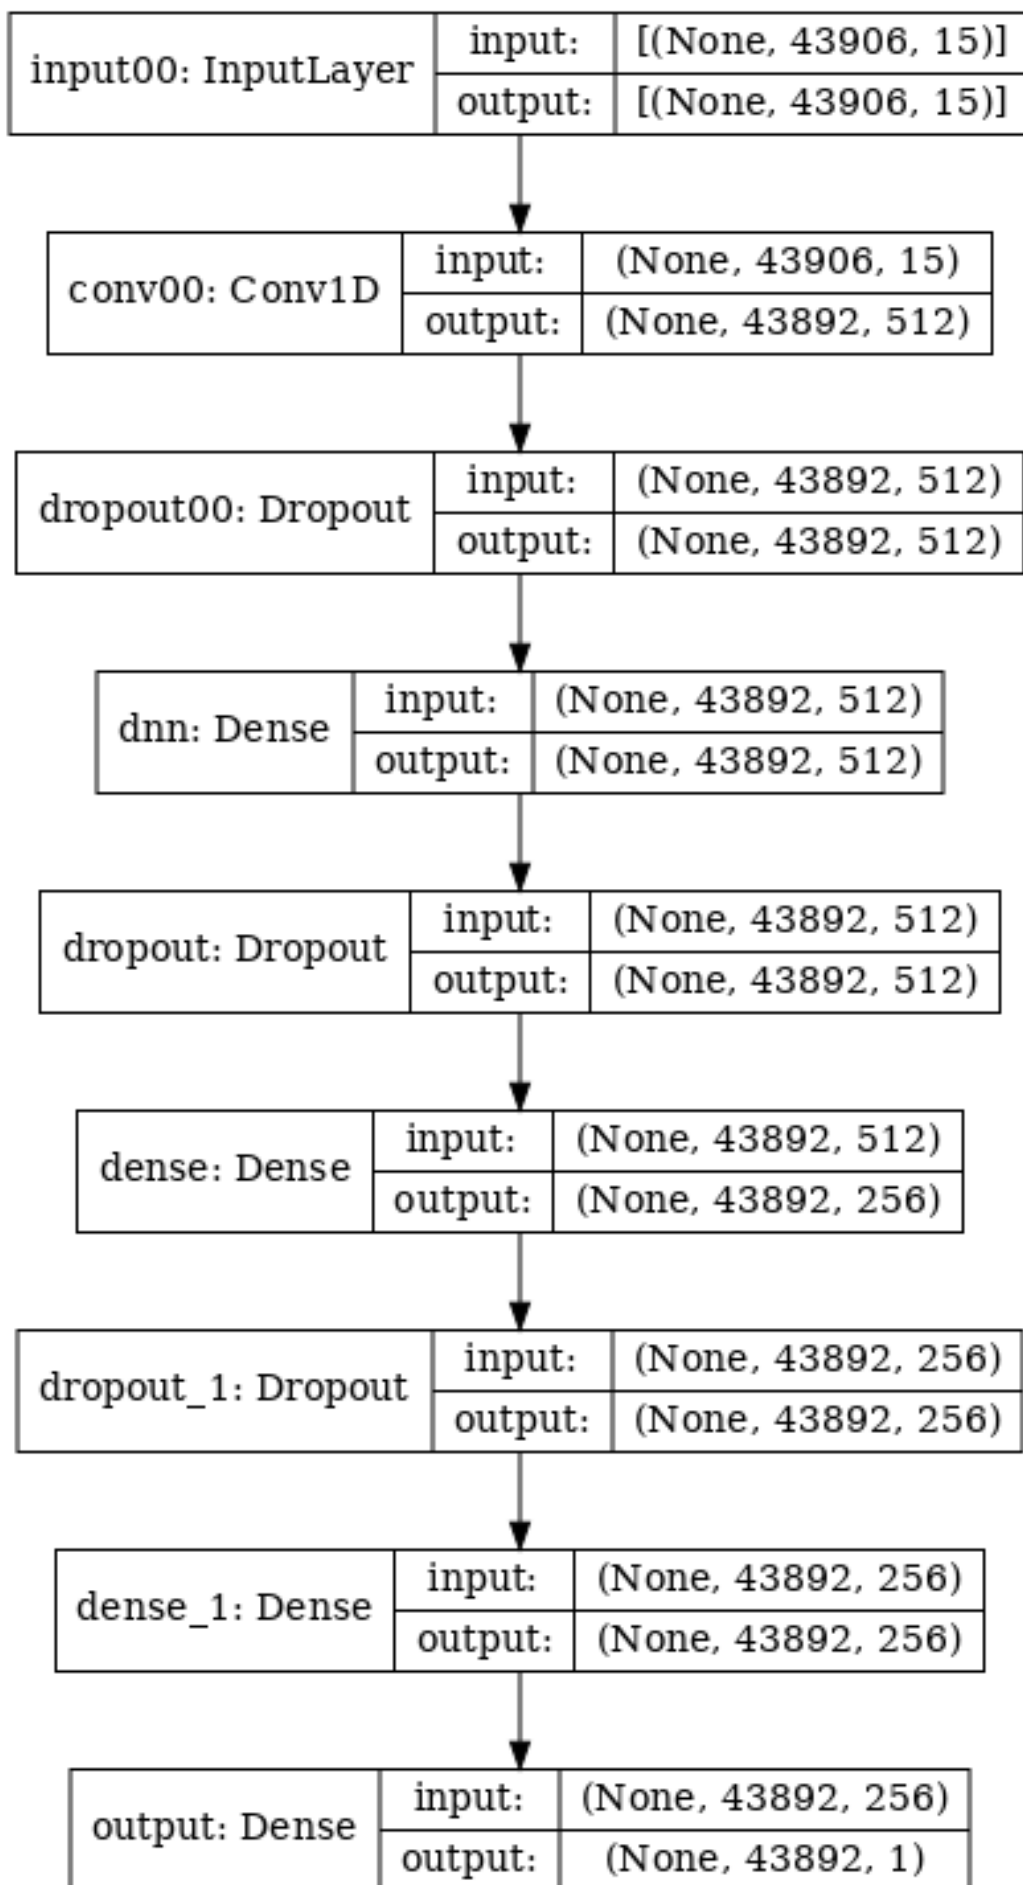 input00: InputLayer
input: [(None, 43906, 15)]
output: [(None, 43906, 15)]
conv00: Conv1D
input: (None, 43906, 15)
output: (None, 43892, 512)
dropout00: Dropout
input: (None, 43892, 512)
output: (None, 43892, 512)
dnn: Dense
input: (None, 43892, 512)
output: (None, 43892, 512)
dropout: Dropout
input: (None, 43892, 512)
output: (None, 43892, 512)
dense: Dense
input: (None, 43892, 512)
output: (None, 43892, 256)
dropout_1: Dropout
input: (None, 43892, 256)
output: (None, 43892, 256)
dense_1: Dense
input: (None, 43892, 256)
output: (None, 43892, 256)
output: Dense
input: (None, 43892, 256)
output: (None, 43892, 1)